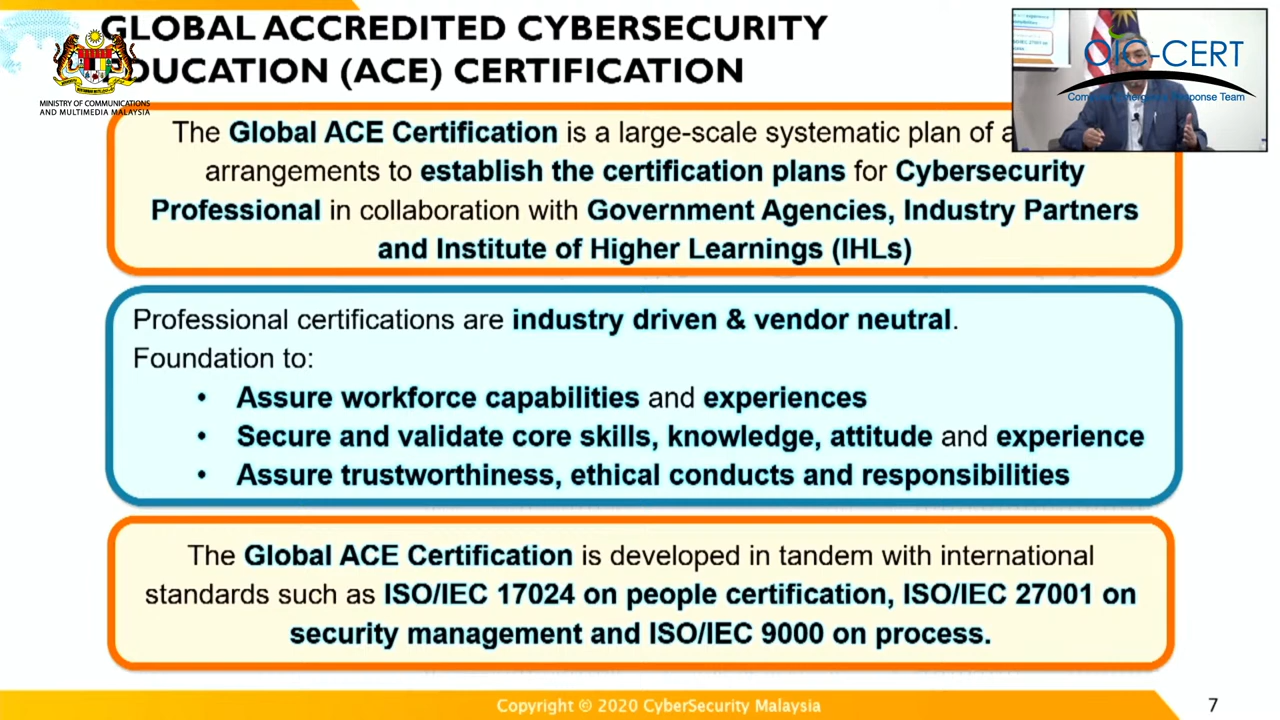 GLOBAL ACCREDITED CYBERSECURITY
EDUCATION (ACE) CERTIFICATION
MINISTRY OF COMMUNICATIONS
AND MULTIMEDIA MALAYSIA
OIC-CERT
Response Team
The Global ACE Certification is a large-scale systematic plan of
arrangements to establish the certification plans for Cybersecurity
Professional in collaboration with Government Agencies, Industry Partners
and Institute of Higher Learnings (IHLs)
Professional certifications are industry driven & vendor neutral.
Foundation to:
• Assure workforce capabilities and experiences
• Secure and validate core skills, knowledge, attitude and experience
• Assure trustworthiness, ethical conducts and responsibilities
The Global ACE Certification is developed in tandem with international
standards such as ISO/IEC 17024 on people certification, ISO/IEC 27001 on
security management and ISO/IEC 9000 on process.
Copyright © 2020 CyberSecurity Malaysia
7